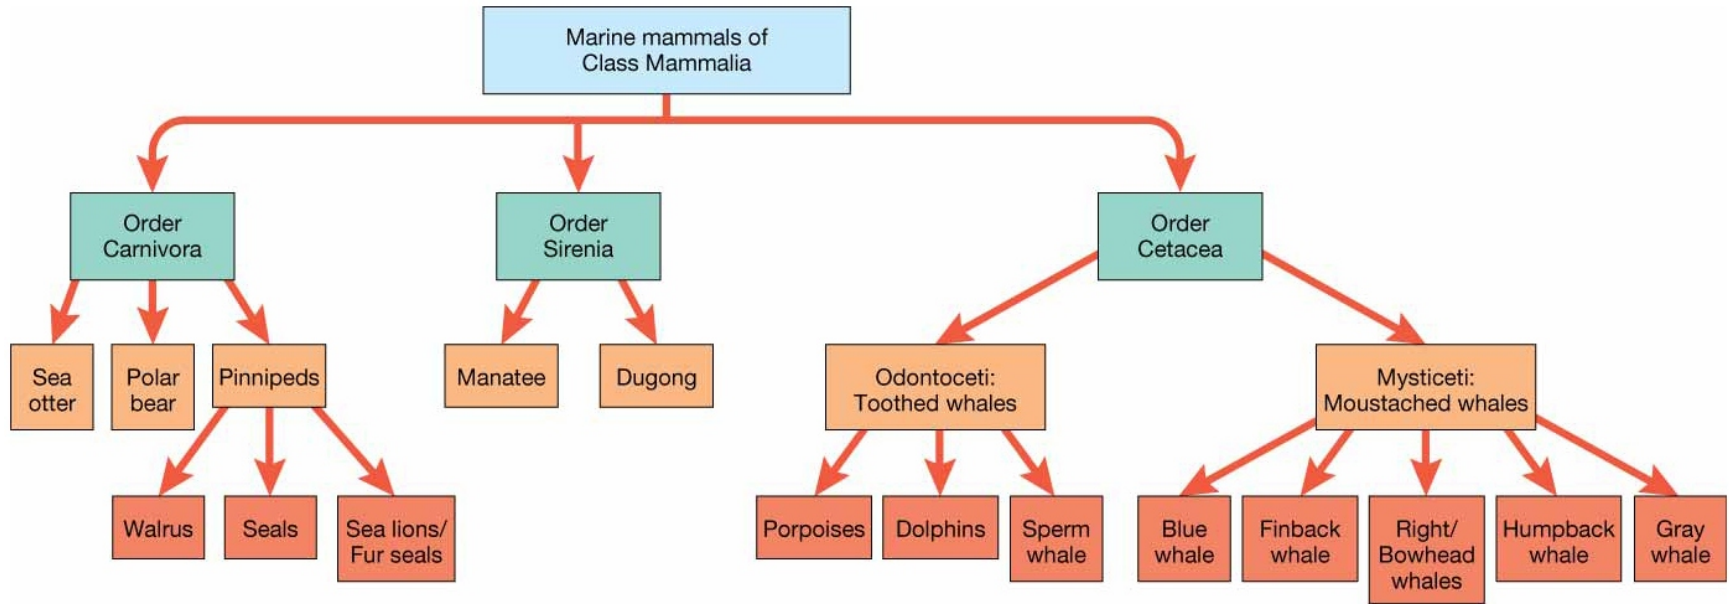 Marine mammals of
Class Mammalia
Order
Carnivora
Order
Sirenia
Order
Cetacea
Sea
otter
Polar
bear
Pinnipeds
Manatee
Dugong
Odontoceti:
Toothed whales
Mysticeti:
Moustached whales
Walrus
Seals
Sea lions/
Fur seals
Porpoises
Dolphins
Sperm
whale
Blue
whale
Finback
whale
Right/
Bowhead
whales
Humpback
whale
Gray
whale